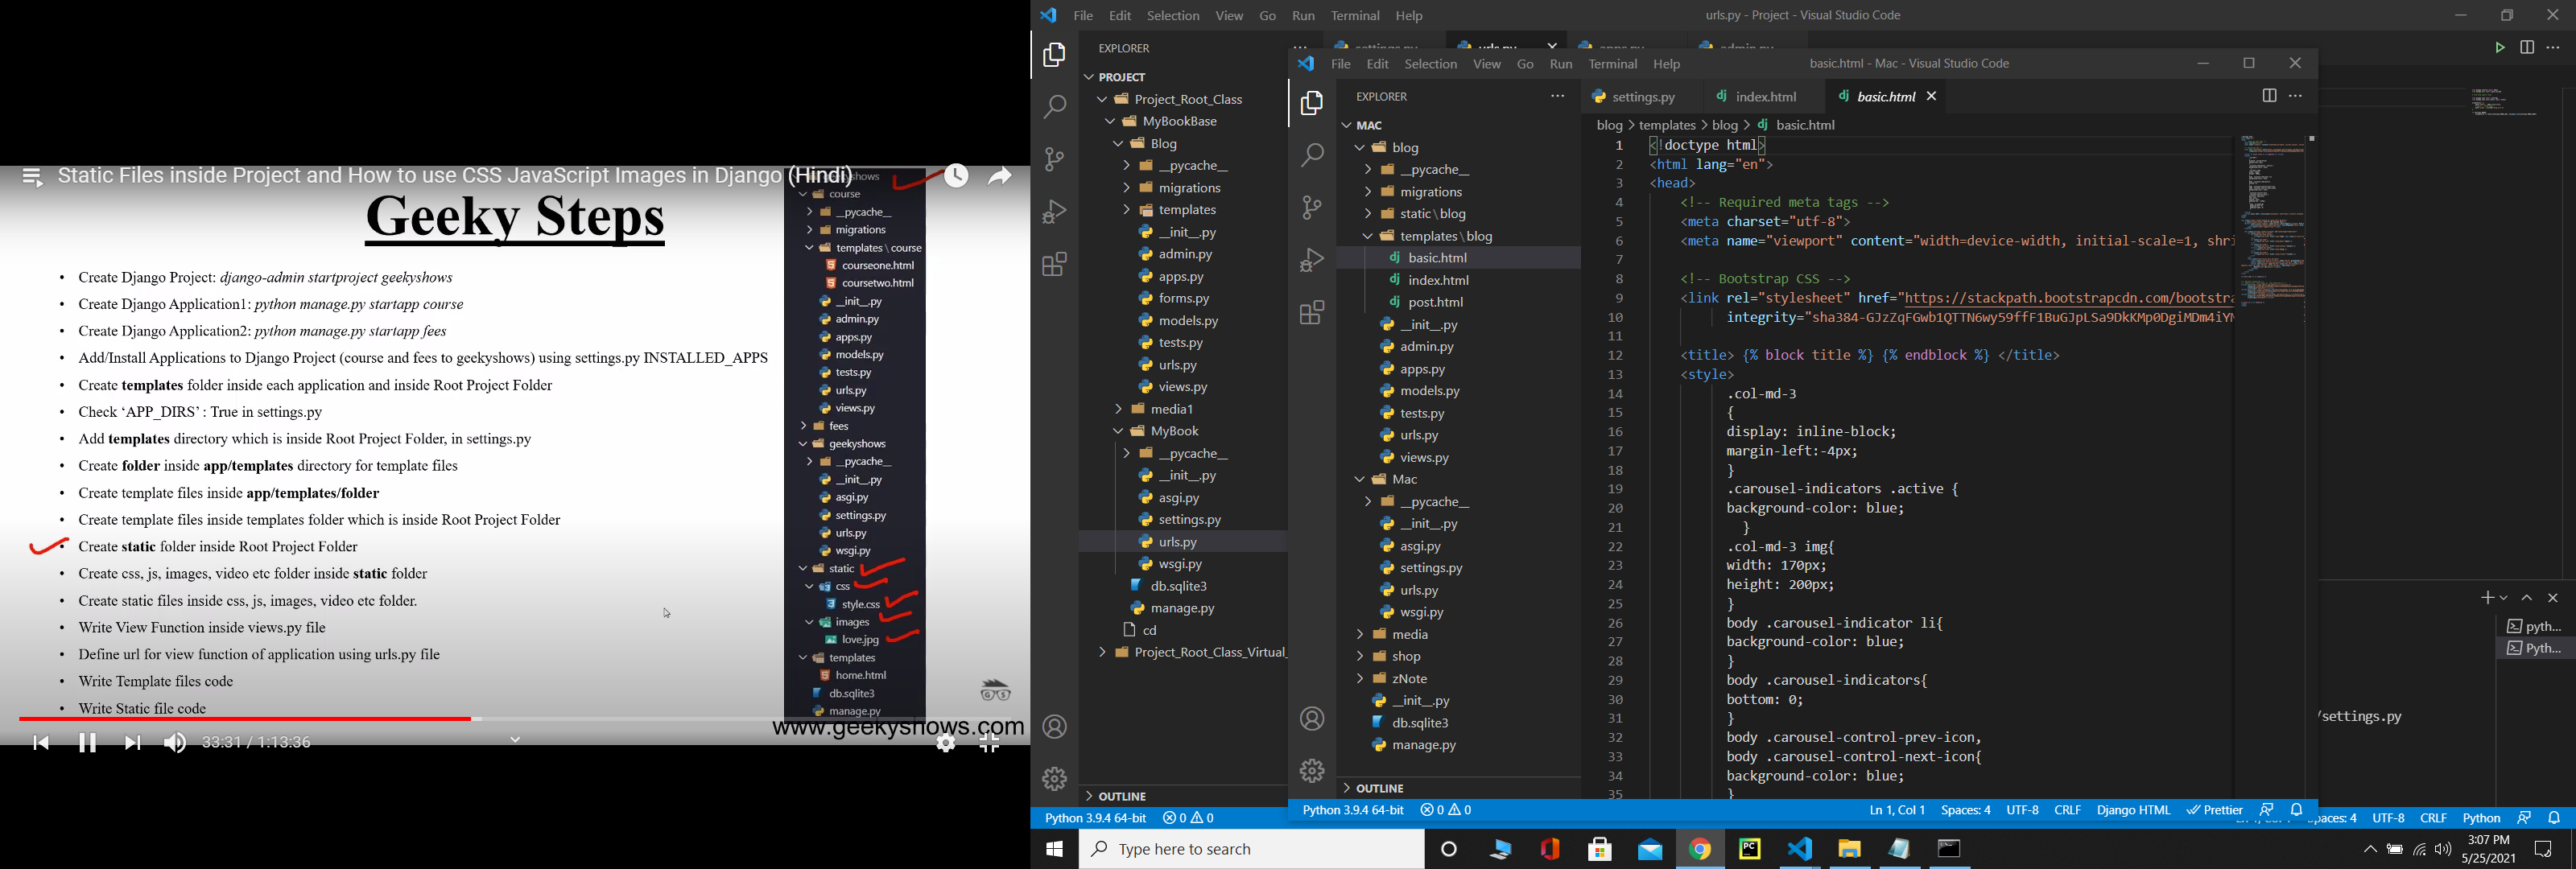 Static Files inside Project and How to use CSS JavaScript Images in Django (Hindi)
Geeky Steps
• Create Django Project: django-admin startproject geekyshows
• Create Django Application1: python manage.py startapp course
• Create Django Application2: python manage.py startapp fees
• Add/Install Applications to Django Project (course and fees to geekyshows) using settings.py INSTALLED_APPS
• Create templates folder inside each application and inside Root Project Folder
• Check ‘APP_DIRS’ : True in settings.py
• Add templates directory which is inside Root Project Folder, in settings.py
• Create folder inside app/templates directory for template files
• Create template files inside app/templates/folder
• Create template files inside templates folder which is inside Root Project Folder
• Create static folder inside Root Project Folder
• Create css, js, images, video etc folder inside static folder
• Create static files inside css, js, images, video etc folder.
• Write View Function inside views.py file
• Define url for view function of application using urls.py file
• Write Template files code
• Write Static file code
course
__pycache__
migrations
templates \ course
courseone.html
coursetwo.html
__init__.py
admin.py
apps.py
models.py
tests.py
urls.py
views.py
fees
geekyshows
__pycache__
__init__.py
asgi.py
settings.py
urls.py
wsgi.py
static
css
style.css
images
love.jpg
templates
home.html
db.sqlite3
manage.py
www.geekyshows.com
33:31 / 1:13:36
File Edit Selection View Go Run Terminal Help
urls.py - Project - Visual Studio Code
EXPLORER
PROJECT
Project_Root_Class
MyBookBase
Blog
__pycache__
migrations
templates
__init__.py
admin.py
apps.py
forms.py
models.py
tests.py
urls.py
views.py
media1
MyBook
__pycache__
__init__.py
asgi.py
settings.py
urls.py
wsgi.py
db.sqlite3
manage.py
cd
Project_Root_Class_Virtual_
OUTLINE
Python 3.9.4 64-bit 0 0
File Edit Selection View Go Run Terminal Help
basic.html - Mac - Visual Studio Code
EXPLORER
MAC
blog
__pycache__
migrations
static \ blog
templates \ blog
basic.html
index.html
post.html
__init__.py
admin.py
apps.py
models.py
tests.py
urls.py
views.py
Mac
__pycache__
__init__.py
asgi.py
settings.py
urls.py
wsgi.py
media
shop
zNote
__init__.py
db.sqlite3
manage.py
OUTLINE
settings.py index.html basic.html
blog > templates > blog > basic.html
1 <!doctype html>
2 <html lang="en">
3 <head>
4 <!-- Required meta tags -->
5 <meta charset="utf-8">
6 <meta name="viewport" content="width=device-width, initial-scale=1, shri
7
8 <!-- Bootstrap CSS -->
9 <link rel="stylesheet" href="https://stackpath.bootstrapcdn.com/bootstra
10 integrity="sha384-GJzZqFGwb1QTTN6wy59ffF1BuGJpLSa9DkKMp0DgiMDm4iYM
11
12 <title> {% block title %} {% endblock %} </title>
13 <style>
14 .col-md-3
15 {
16 display: inline-block;
17 margin-left:-4px;
18 }
19 .carousel-indicators .active {
20 background-color: blue;
21 }
22 .col-md-3 img{
23 width: 170px;
24 height: 200px;
25 }
26 body .carousel-indicator li{
27 background-color: blue;
28 }
29 body .carousel-indicators{
30 bottom: 0;
31 }
32 body .carousel-control-prev-icon,
33 body .carousel-control-next-icon{
34 background-color: blue;
35 }
Python 3.9.4 64-bit 0 0 Ln 1, Col 1 Spaces: 4 UTF-8 CRLF Django HTML Prettier
pyth...
Pyth...
/settings.py
paces: 4 UTF-8 CRLF Python
Type here to search
3:07 PM
5/25/2021